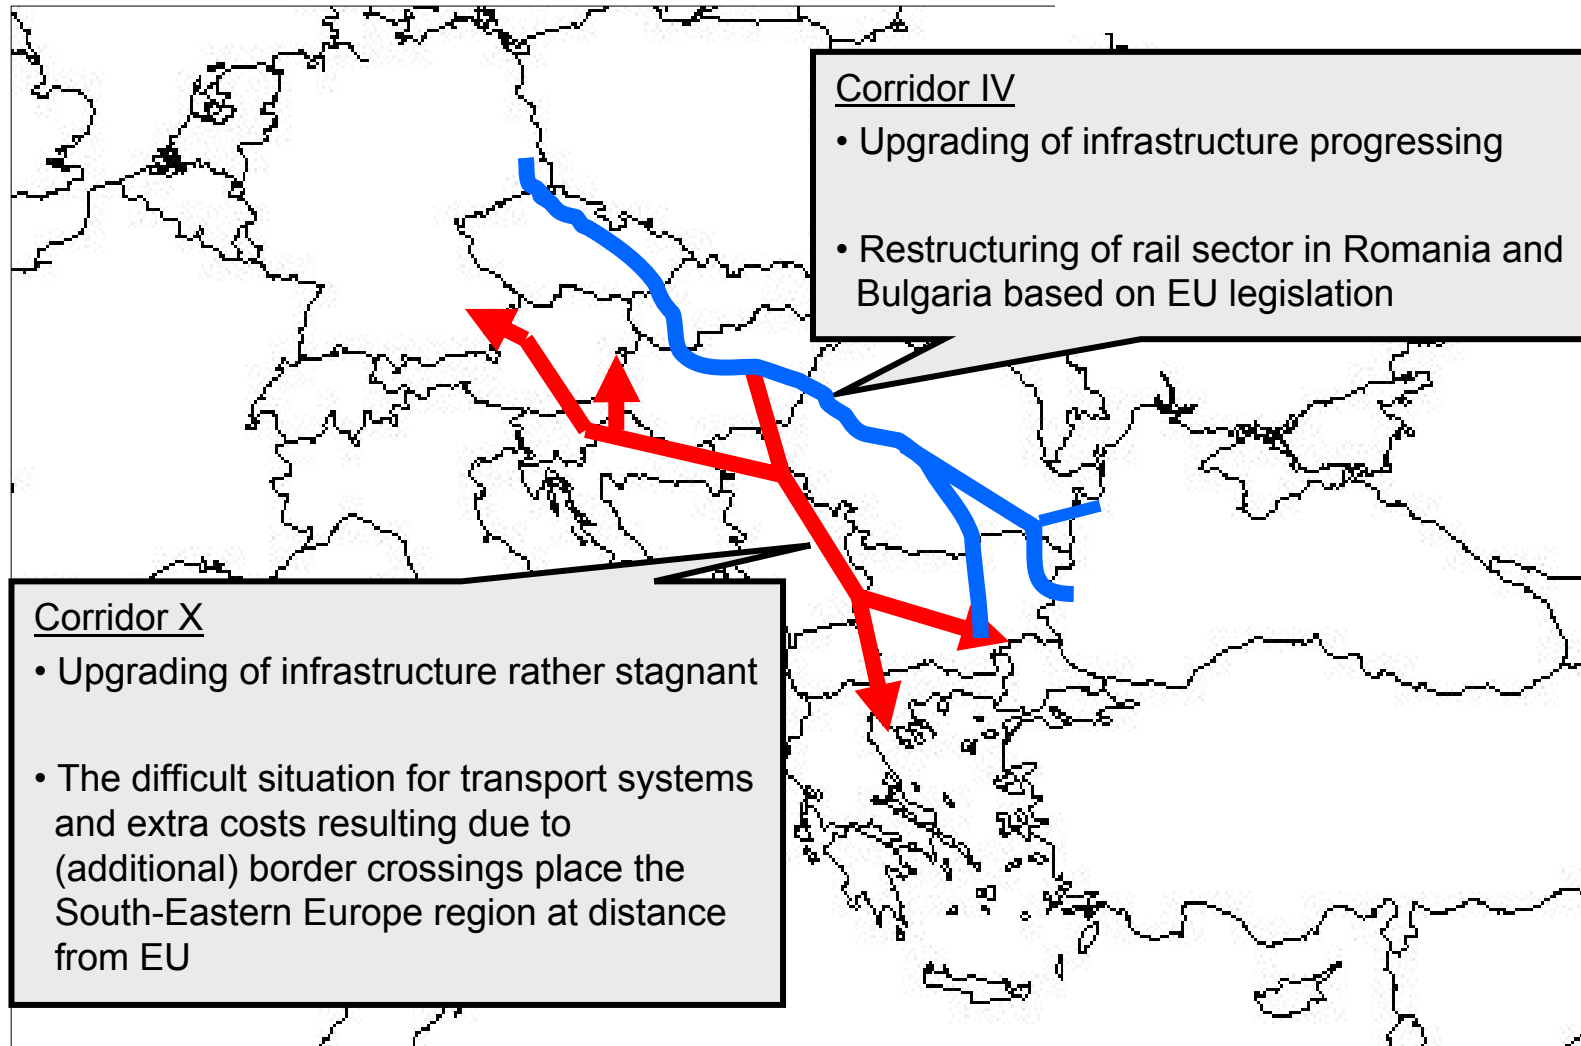 Corridor IV
• Upgrading of infrastructure progressing
• Restructuring of rail sector in Romania and
Bulgaria based on EU legislation
Corridor X
• Upgrading of infrastructure rather stagnant
• The difficult situation for transport systems
and extra costs resulting due to
(additional) border crossings place the
South-Eastern Europe region at distance
from EU